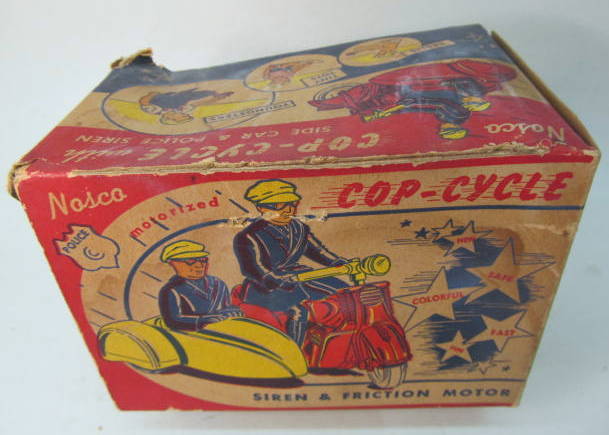 Nosco
COP-CYCLE with
SIDE CAR & POLICE SIREN
Nosco
COP-CYCLE
motorized
POLICE
C
NEW
SAFE
COLORFUL
FAST
FUN
SIREN & FRICTION MOTOR